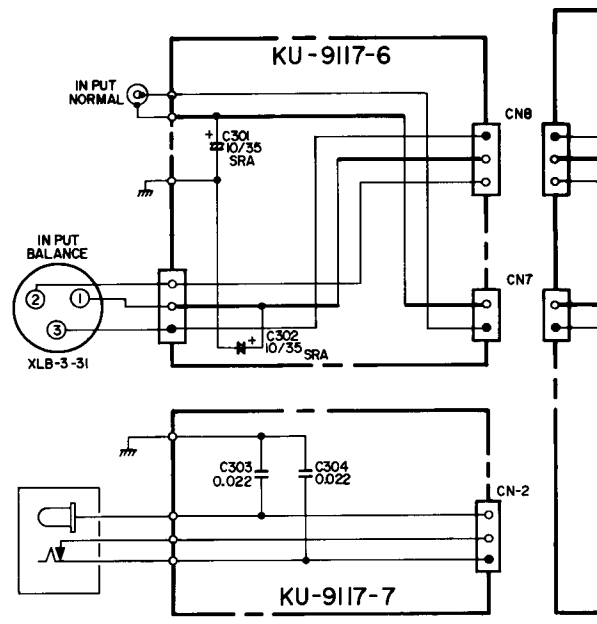 KU-9117-6
IN PUT
NORMAL
CN8
+
C301
10/35
SRA
IN PUT
BALANCE
2
1
3
CN7
+
C302
10/35
SRA
XLB-3-31
C303
0.022
C304
0.022
CN-2
KU-9117-7